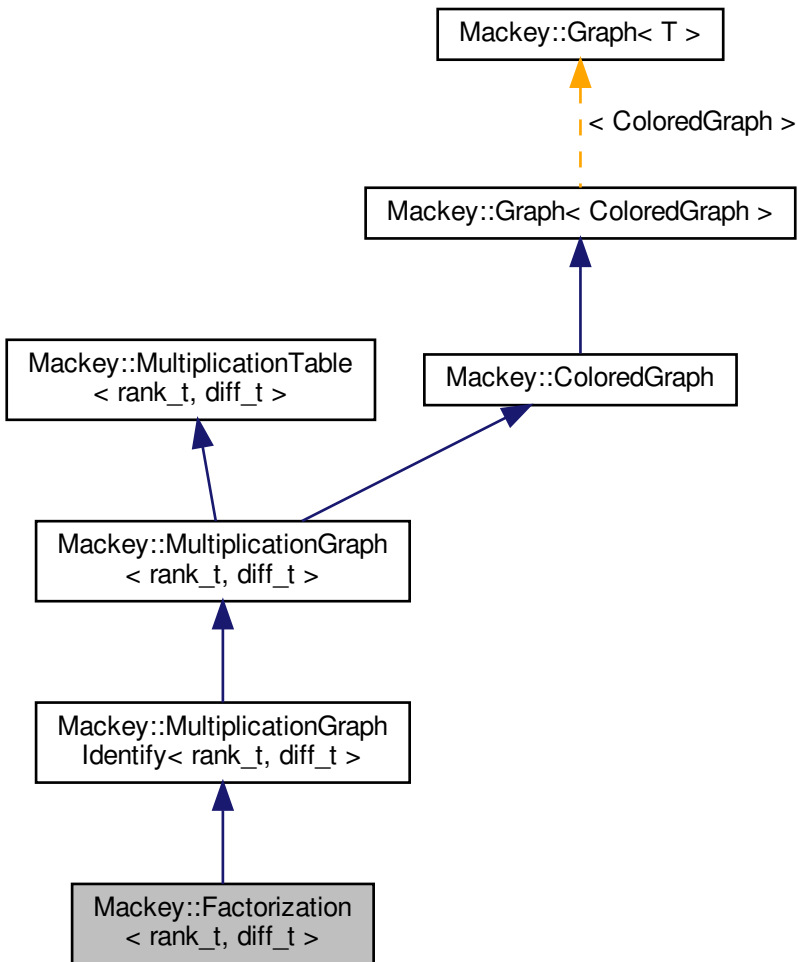 Mackey::Graph< T >
< ColoredGraph >
Mackey::Graph< ColoredGraph >
Mackey::MultiplicationTable
< rank_t, diff_t >
Mackey::ColoredGraph
Mackey::MultiplicationGraph
< rank_t, diff_t >
Mackey::MultiplicationGraph
Identify< rank_t, diff_t >
Mackey::Factorization
< rank_t, diff_t >